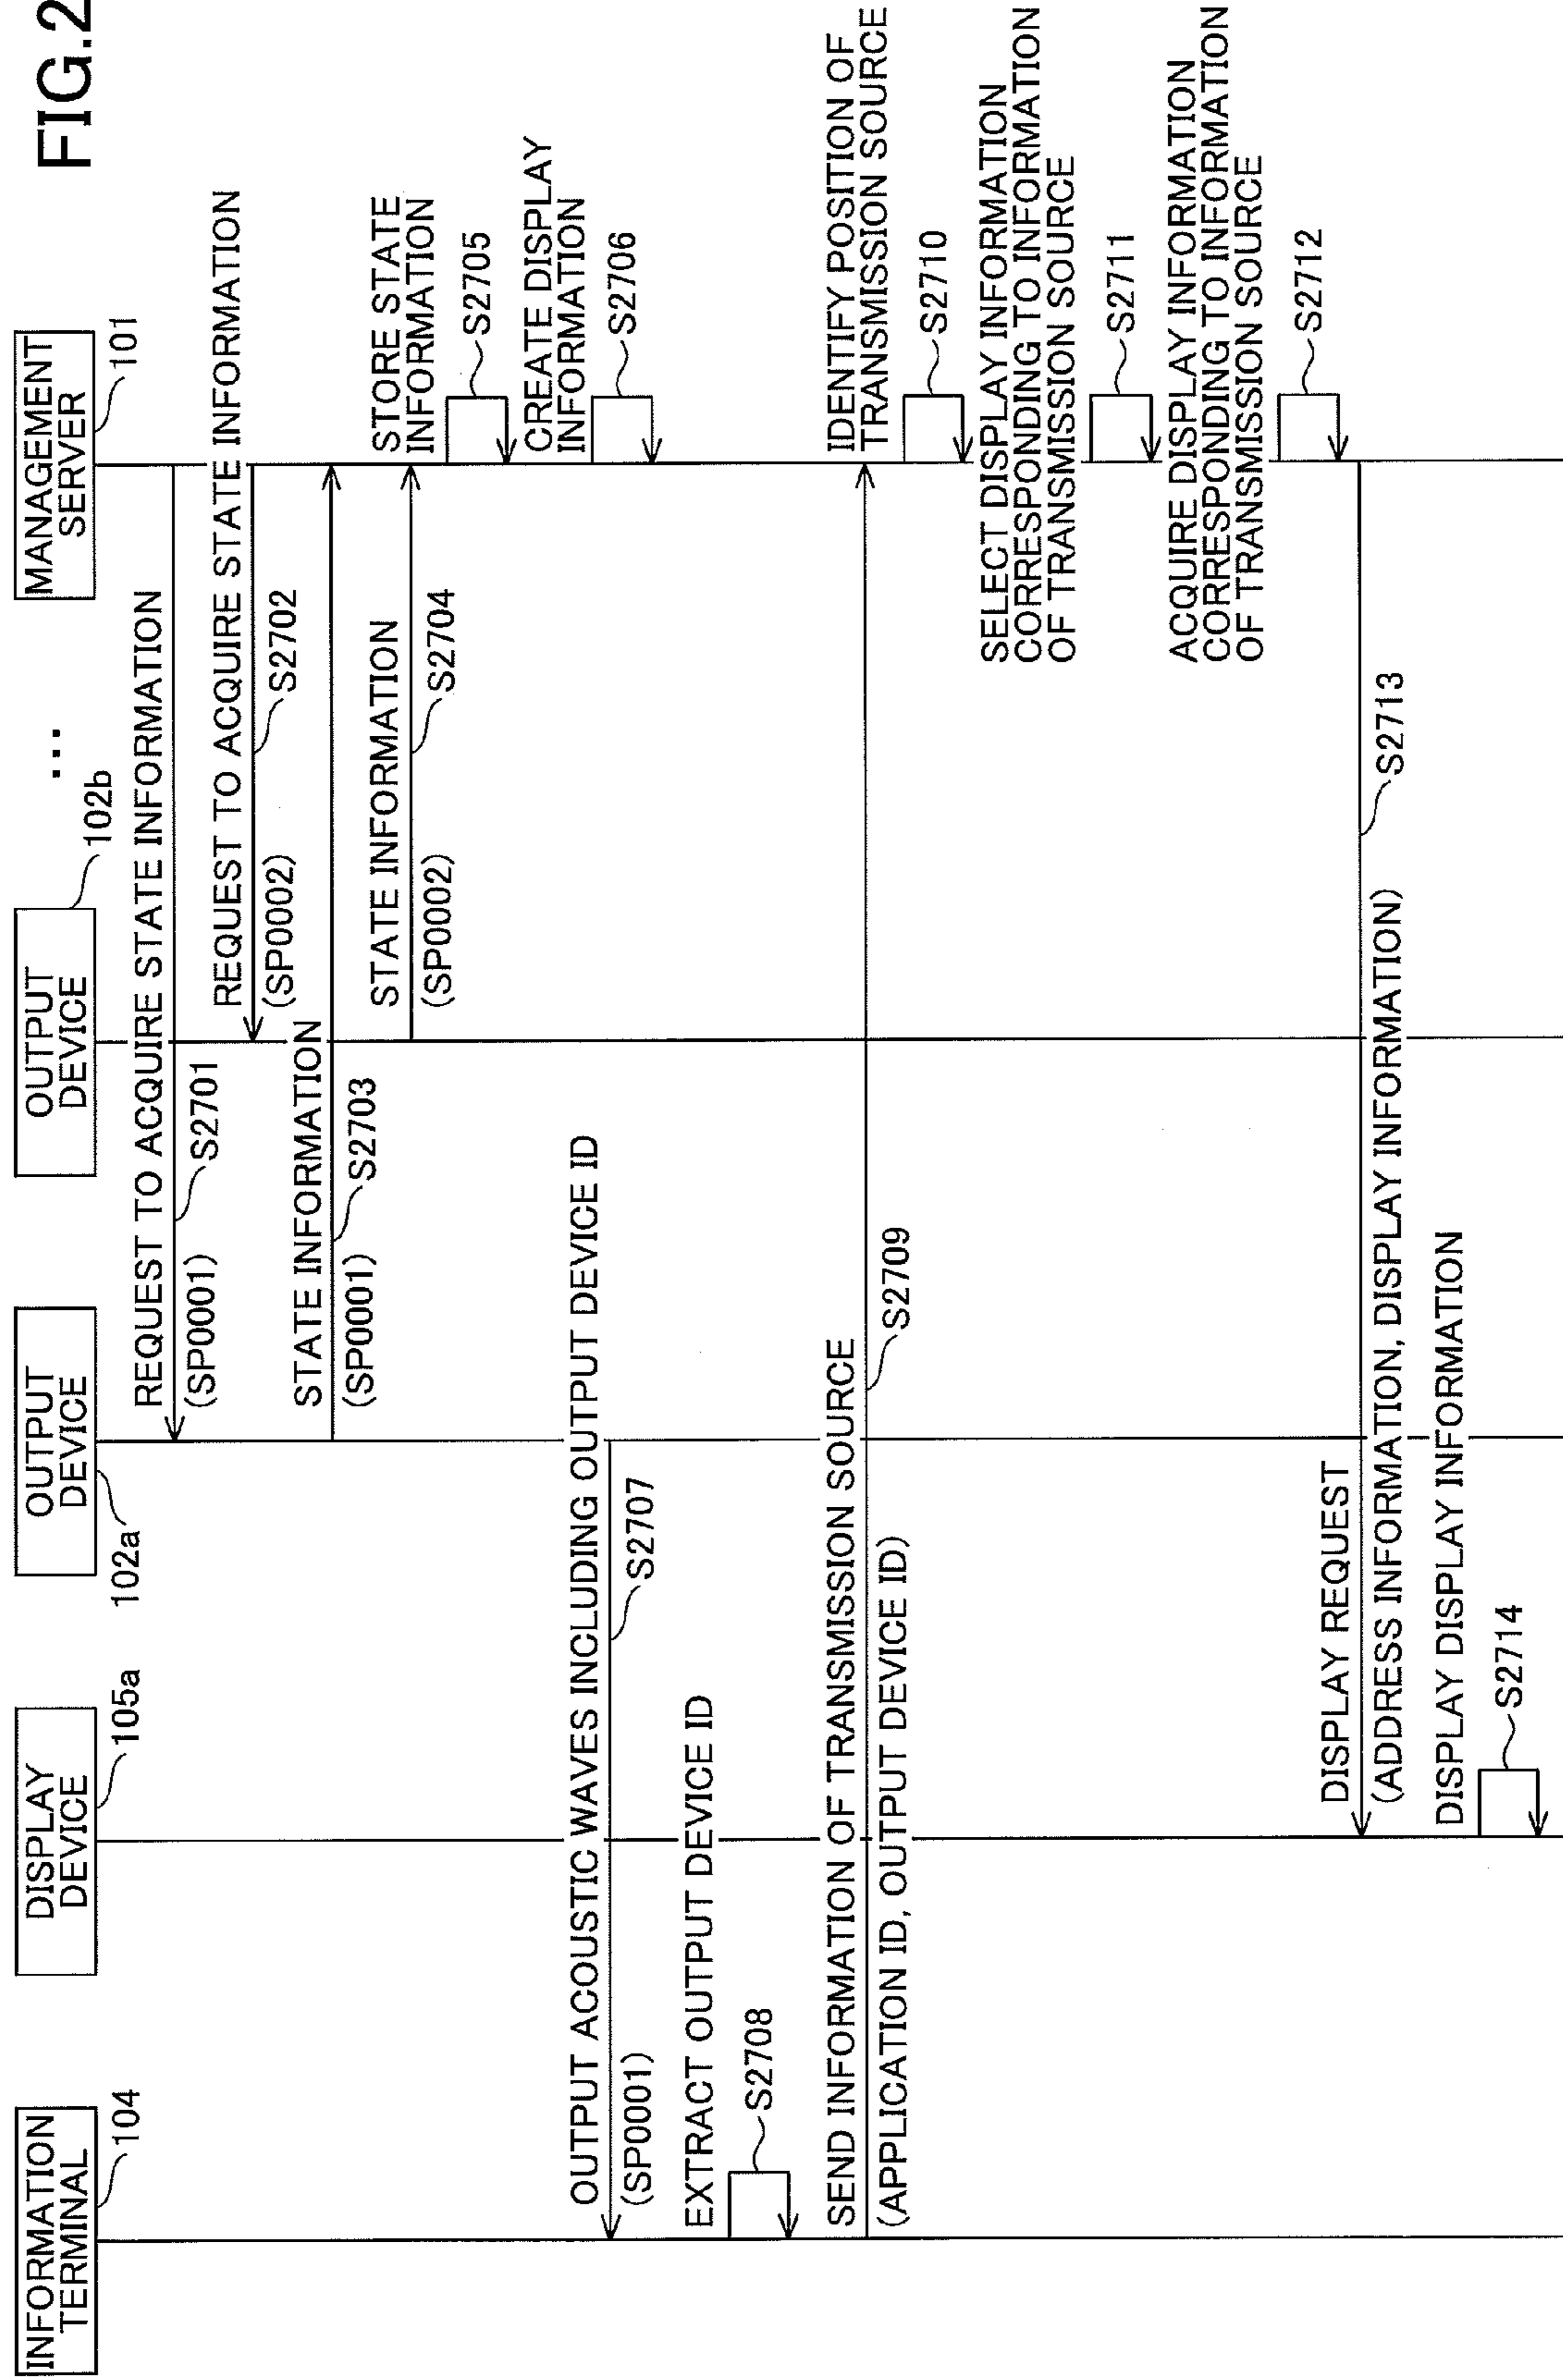 FIG.2
INFORMATION
TERMINAL
104
DISPLAY
DEVICE
105a
OUTPUT
DEVICE
102a
OUTPUT
DEVICE
102b
...
MANAGEMENT
SERVER
101
REQUEST TO ACQUIRE STATE INFORMATION
(SP0001)
S2701
REQUEST TO ACQUIRE STATE INFORMATION
(SP0002)
S2702
STATE INFORMATION
(SP0001)
S2703
STATE INFORMATION
(SP0002)
S2704
STORE STATE
INFORMATION
S2705
CREATE DISPLAY
INFORMATION
S2706
OUTPUT ACOUSTIC WAVES INCLUDING OUTPUT DEVICE ID
(SP0001)
S2707
EXTRACT OUTPUT DEVICE ID
S2708
SEND INFORMATION OF TRANSMISSION SOURCE
(APPLICATION ID, OUTPUT DEVICE ID)
S2709
IDENTIFY POSITION OF
TRANSMISSION SOURCE
S2710
SELECT DISPLAY INFORMATION
CORRESPONDING TO INFORMATION
OF TRANSMISSION SOURCE
S2711
ACQUIRE DISPLAY INFORMATION
CORRESPONDING TO INFORMATION
OF TRANSMISSION SOURCE
S2712
DISPLAY REQUEST
(ADDRESS INFORMATION, DISPLAY INFORMATION)
S2713
DISPLAY DISPLAY INFORMATION
S2714